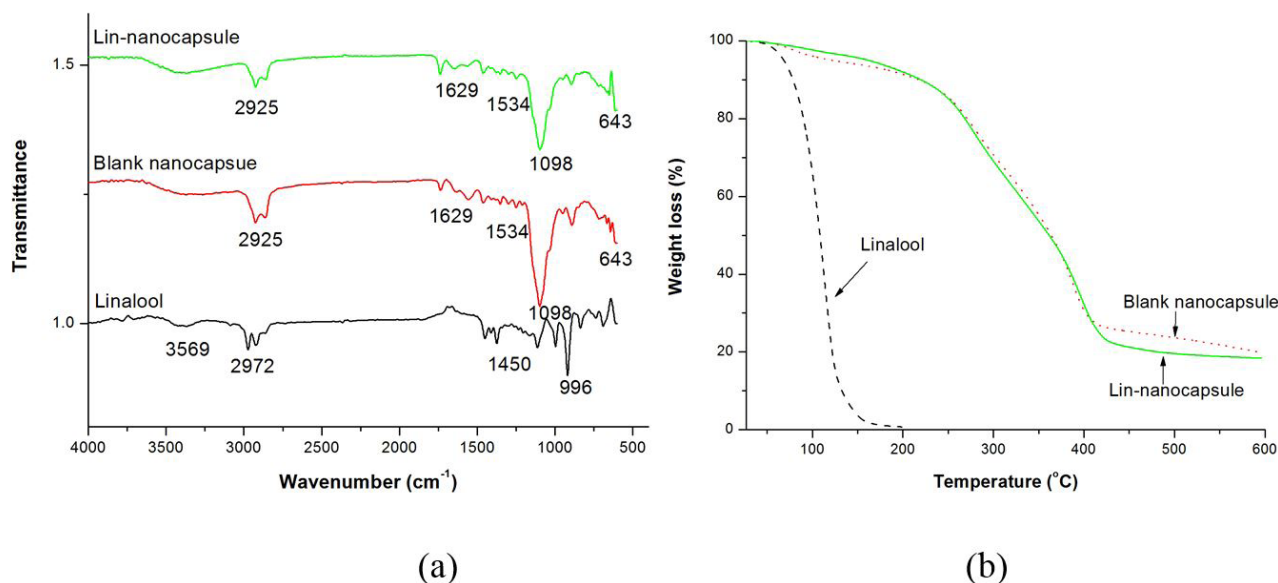 Lin-nanocapsule
1.5
2925
1629
1534
643
1098
Blank nanocapsue
2925
1629
1534
643
1098
Linalool
1.0
3569
2972
1450
996
Transmittance
4000 3500 3000 2500 2000 1500 1000 500
Wavenumber (cm⁻¹)
(a)
100
80
60
40
20
0
Weight loss (%)
Linalool
Blank nanocapsule
Lin-nanocapsule
100 200 300 400 500 600
Temperature (°C)
(b)